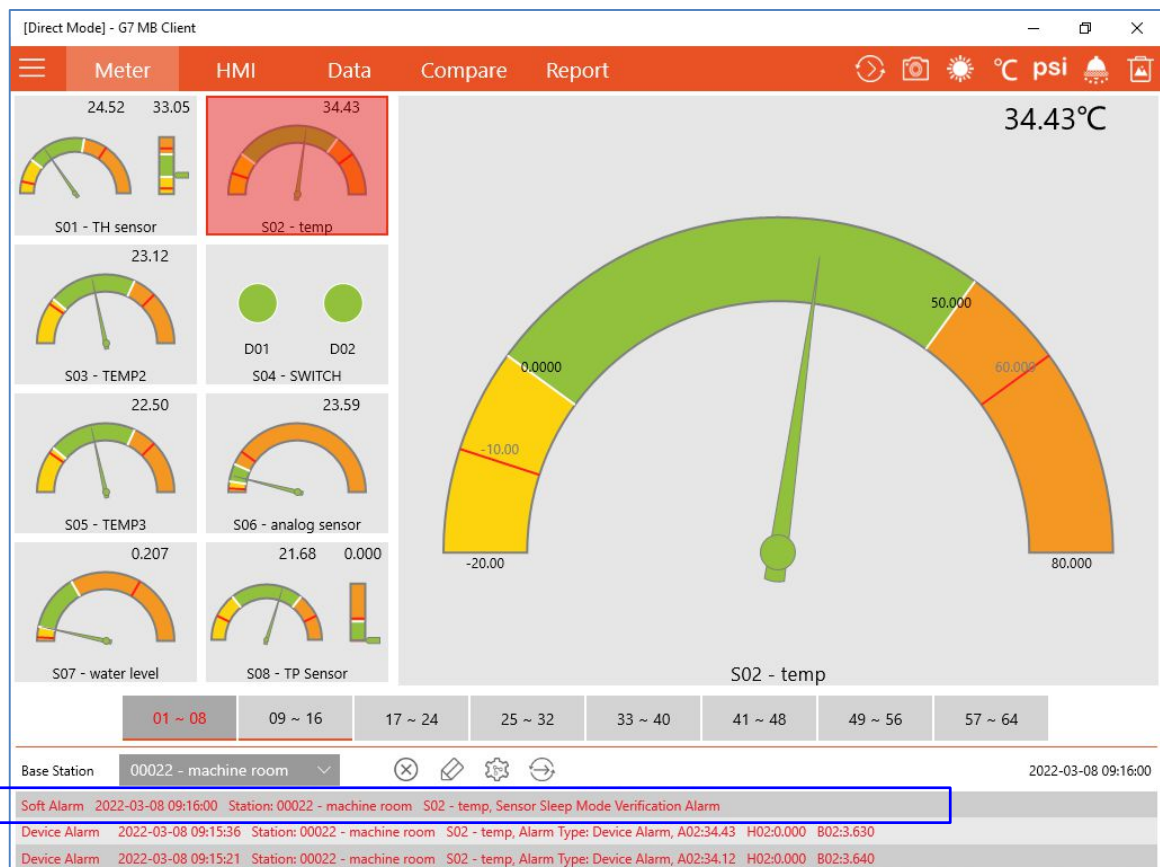 [Direct Mode] - G7 MB Client
Meter HMI Data Compare Report ℃ psi
24.52 33.05
S01 - TH sensor
34.43
S02 - temp
23.12
S03 - TEMP2
D01 D02
S04 - SWITCH
22.50
S05 - TEMP3
23.59
S06 - analog sensor
0.207
S07 - water level
21.68 0.000
S08 - TP Sensor
34.43℃
50.000
0.0000
60.000
-10.00
-20.00 80.000
S02 - temp
01 ~ 08 09 ~ 16 17 ~ 24 25 ~ 32 33 ~ 40 41 ~ 48 49 ~ 56 57 ~ 64
Base Station 00022 - machine room 2022-03-08 09:16:00
Soft Alarm 2022-03-08 09:16:00 Station: 00022 - machine room S02 - temp, Sensor Sleep Mode Verification Alarm
Device Alarm 2022-03-08 09:15:36 Station: 00022 - machine room S02 - temp, Alarm Type: Device Alarm, A02:34.43 H02:0.000 B02:3.630
Device Alarm 2022-03-08 09:15:21 Station: 00022 - machine room S02 - temp, Alarm Type: Device Alarm, A02:34.12 H02:0.000 B02:3.640